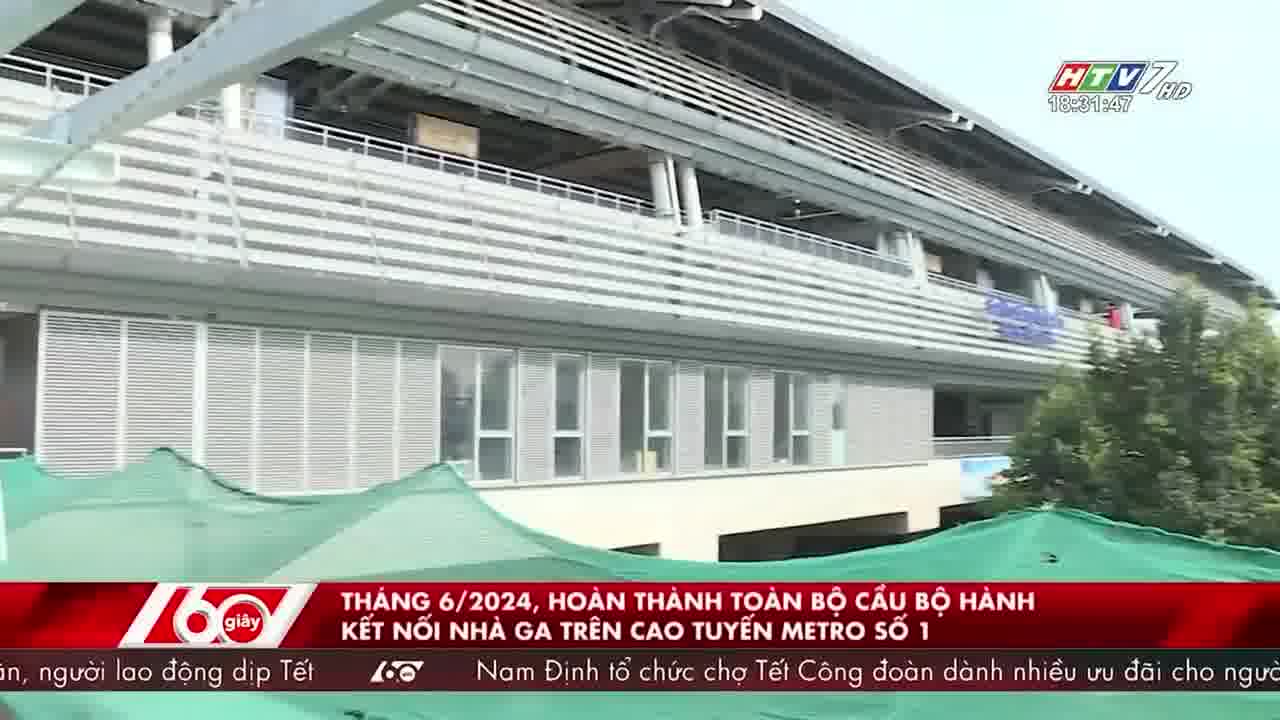 HTV7 HD
18:31:47
60 giây
THÁNG 6/2024, HOÀN THÀNH TOÀN BỘ CẦU BỘ HÀNH
KẾT NỐI NHÀ GA TRÊN CAO TUYẾN METRO SỐ 1
người lao động dịp Tết
60
Nam Định tổ chức chợ Tết Công đoàn dành nhiều ưu đãi cho